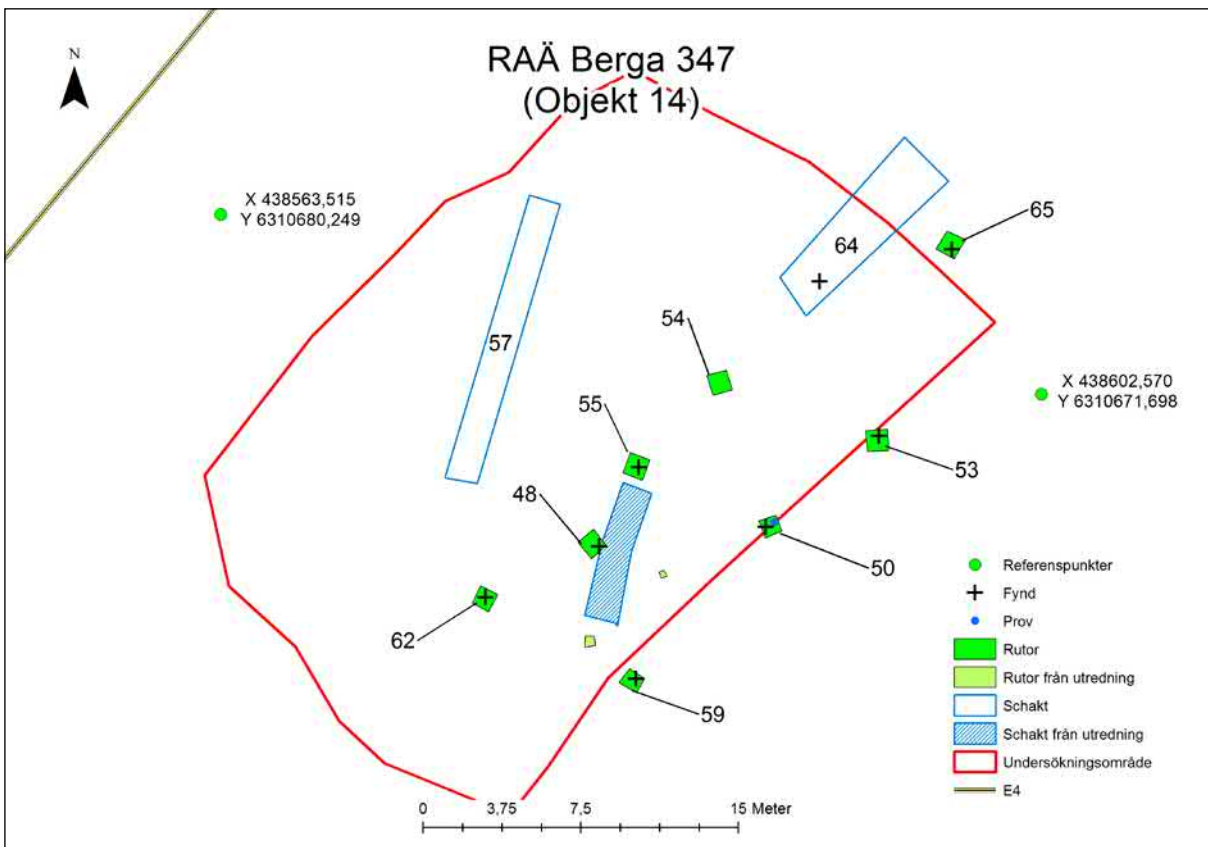 RAÄ Berga 347
(Objekt 14)
N
X 438563,515
Y 6310680,249
65
64
54
57
X 438602,570
Y 6310671,698
55
53
48
50
62
59
Referenspunkter
Fynd
Prov
Rutor
Rutor från utredning
Schakt
Schakt från utredning
Undersökningsområde
E4
0 3,75 7,5 15 Meter